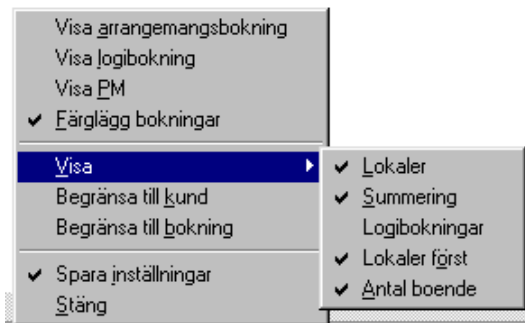 Visa arrangemangsbokning
Visa logibokning
Visa PM
Färglägg bokningar
Visa
Begränsa till kund
Begränsa till bokning
Spara inställningar
Stäng
Lokaler
Summering
Logibokningar
Lokaler först
Antal boende